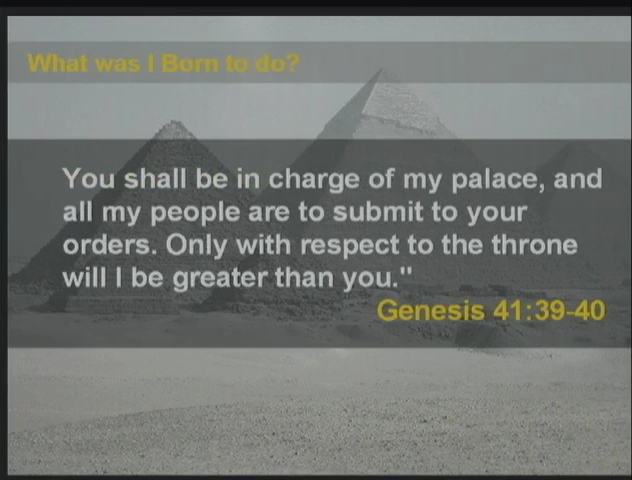 What was I Born to do?
You shall be in charge of my palace, and
all my people are to submit to your
orders. Only with respect to the throne
will I be greater than you."
Genesis 41:39-40